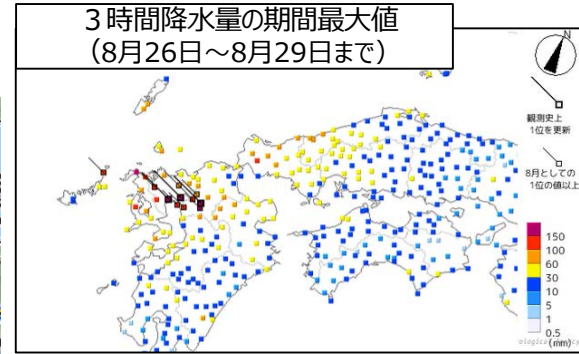 ３時間降水量の期間最大値
（8月26日～8月29日まで）
N
観測史上
1位を更新
8月としての
1位の値以上
150
100
60
30
10
5
1
0.5
(mm)